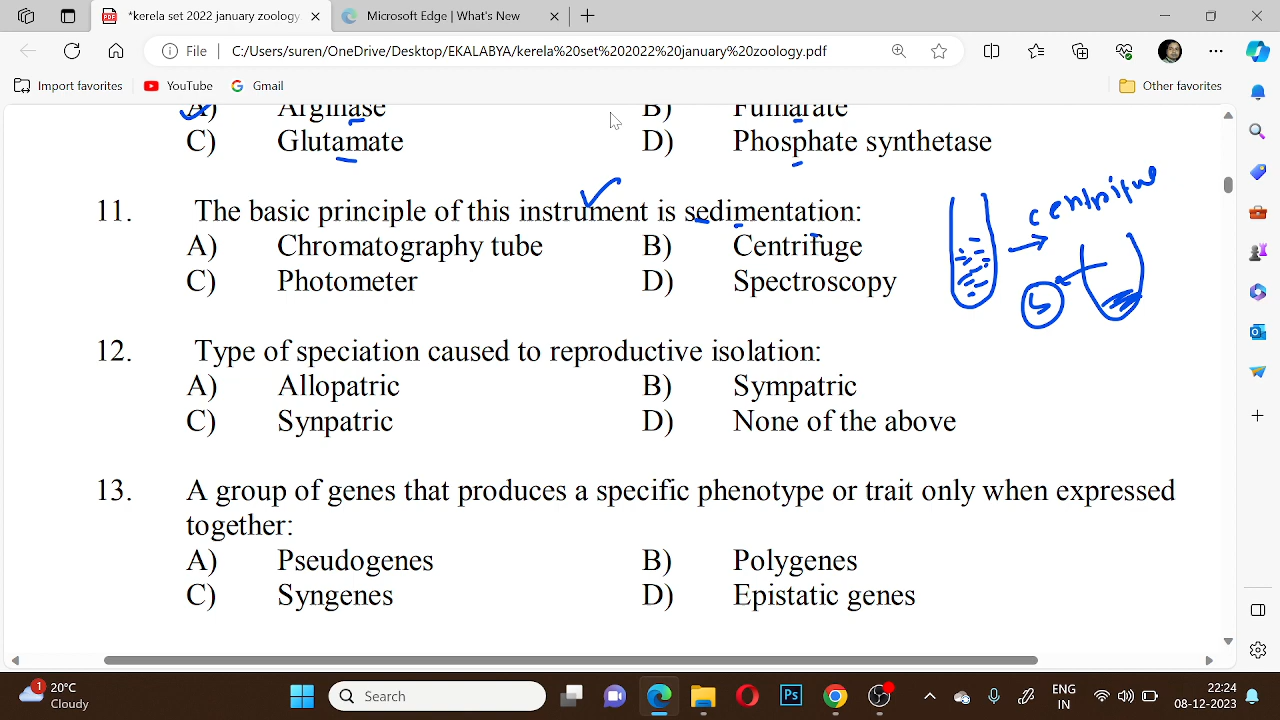 *kerela set 2022 january zoology
Microsoft Edge | What's New
File
C:/Users/suren/OneDrive/Desktop/EKALABYA/kerela%20set%202022%20january%20zoology.pdf
Import favorites
YouTube
Gmail
Other favorites
A) Arginase B) Fumarate
C) Glutamate D) Phosphate synthetase
11. The basic principle of this instrument is sedimentation:
A) Chromatography tube B) Centrifuge
C) Photometer D) Spectroscopy
12. Type of speciation caused to reproductive isolation:
A) Allopatric B) Sympatric
C) Synpatric D) None of the above
13. A group of genes that produces a specific phenotype or trait only when expressed
together:
A) Pseudogenes B) Polygenes
C) Syngenes D) Epistatic genes
1
20°C
Cloudy
Search
Ps
ENG
IN
22:24
08-12-2023